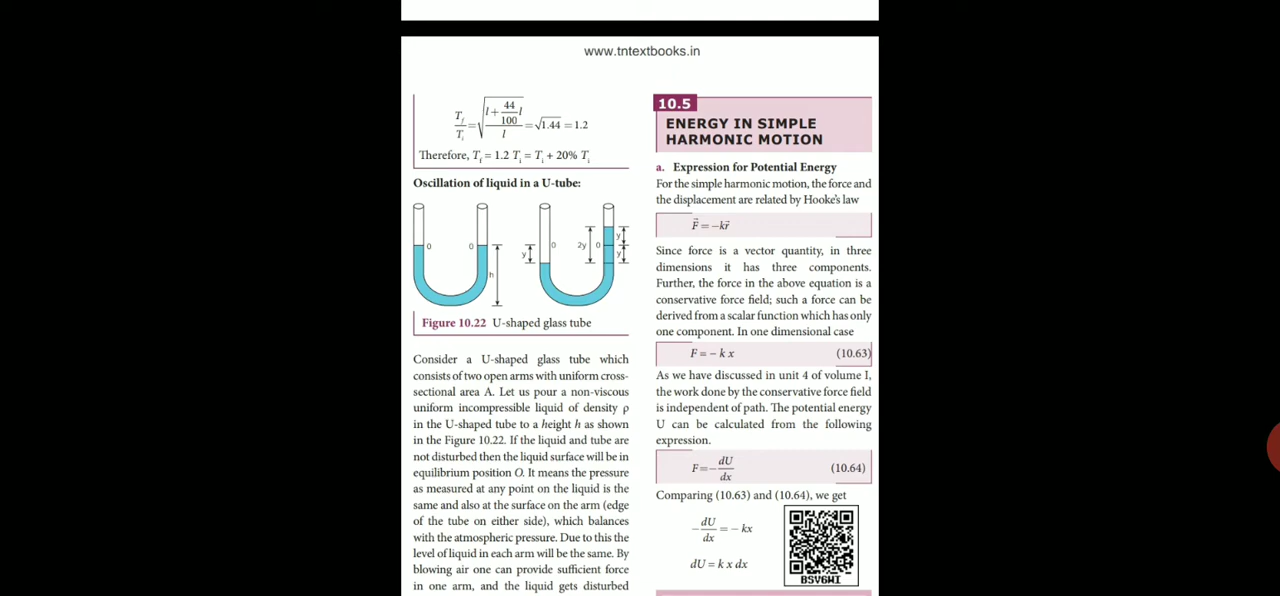 www.tntextbooks.in
T_f/T_i = √((l + 44/100 l)/l) = √1.44 = 1.2
Therefore, T_f = 1.2 T_i = T_i + 20% T_i
Oscillation of liquid in a U-tube:
0 0 h y 0 2y 0 y y
Figure 10.22 U-shaped glass tube
Consider a U-shaped glass tube which
consists of two open arms with uniform cross-
sectional area A. Let us pour a non-viscous
uniform incompressible liquid of density ρ
in the U-shaped tube to a height h as shown
in the Figure 10.22. If the liquid and tube are
not disturbed then the liquid surface will be in
equilibrium position O. It means the pressure
as measured at any point on the liquid is the
same and also at the surface on the arm (edge
of the tube on either side), which balances
with the atmospheric pressure. Due to this the
level of liquid in each arm will be the same. By
blowing air one can provide sufficient force
in one arm, and the liquid gets disturbed
10.5
ENERGY IN SIMPLE
HARMONIC MOTION
a. Expression for Potential Energy
For the simple harmonic motion, the force and
the displacement are related by Hooke's law
F⃗ = −kr⃗
Since force is a vector quantity, in three
dimensions it has three components.
Further, the force in the above equation is a
conservative force field; such a force can be
derived from a scalar function which has only
one component. In one dimensional case
F = − k x (10.63)
As we have discussed in unit 4 of volume I,
the work done by the conservative force field
is independent of path. The potential energy
U can be calculated from the following
expression.
F = − dU/dx (10.64)
Comparing (10.63) and (10.64), we get
− dU/dx = − kx
dU = k x dx
BSV6WI